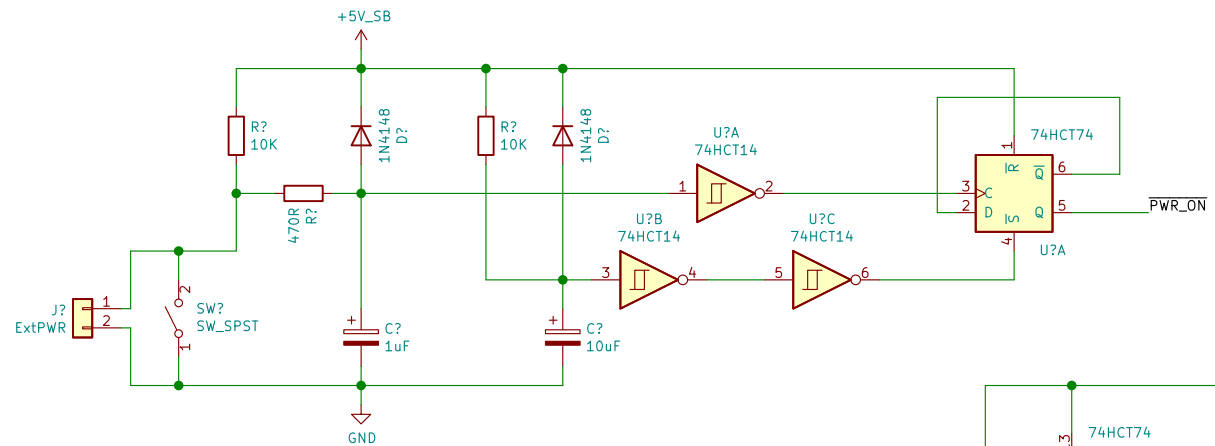 +5V_SB
R?
10K
1N4148
D?
R?
10K
1N4148
D?
U?A
74HCT14
1
2
470R
R?
74HCT74
1
R
Q
6
3
C
2
D
S
Q
5
4
U?A
PWR_ON
U?B
74HCT14
3
4
U?C
74HCT14
5
6
J?
ExtPWR
1
2
2
1
SW?
SW_SPST
+
C?
1uF
+
C?
10uF
GND
74HCT74
3